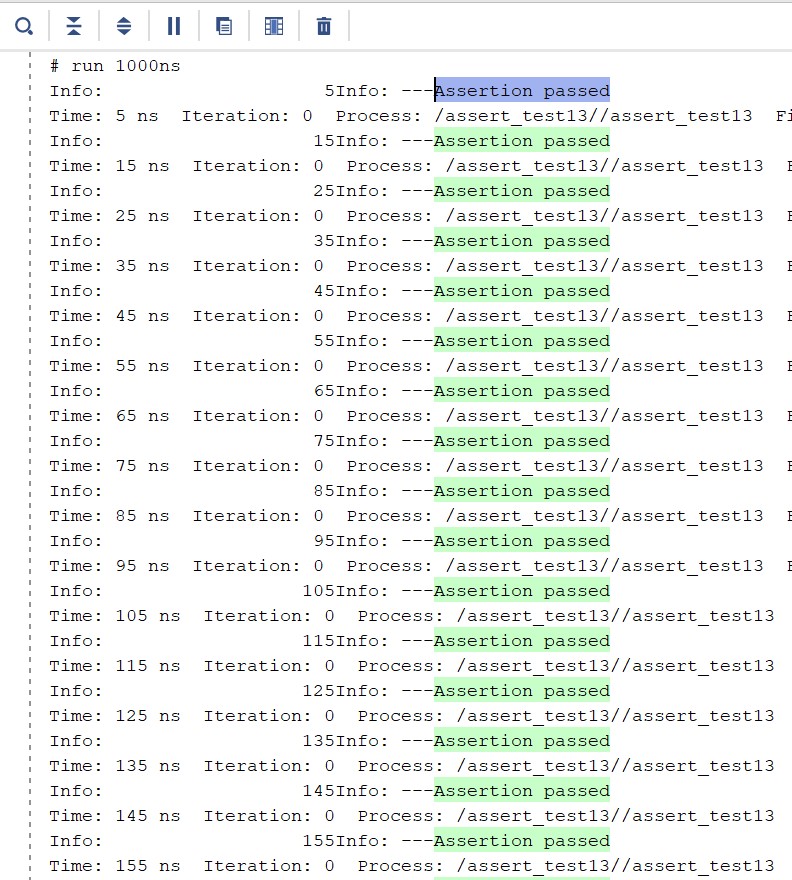 # run 1000ns
Info:                    5Info: ---Assertion passed
Time: 5 ns  Iteration: 0  Process: /assert_test13//assert_test13  Fi
Info:                   15Info: ---Assertion passed
Time: 15 ns  Iteration: 0  Process: /assert_test13//assert_test13
Info:                   25Info: ---Assertion passed
Time: 25 ns  Iteration: 0  Process: /assert_test13//assert_test13
Info:                   35Info: ---Assertion passed
Time: 35 ns  Iteration: 0  Process: /assert_test13//assert_test13
Info:                   45Info: ---Assertion passed
Time: 45 ns  Iteration: 0  Process: /assert_test13//assert_test13
Info:                   55Info: ---Assertion passed
Time: 55 ns  Iteration: 0  Process: /assert_test13//assert_test13
Info:                   65Info: ---Assertion passed
Time: 65 ns  Iteration: 0  Process: /assert_test13//assert_test13
Info:                   75Info: ---Assertion passed
Time: 75 ns  Iteration: 0  Process: /assert_test13//assert_test13
Info:                   85Info: ---Assertion passed
Time: 85 ns  Iteration: 0  Process: /assert_test13//assert_test13
Info:                   95Info: ---Assertion passed
Time: 95 ns  Iteration: 0  Process: /assert_test13//assert_test13
Info:                  105Info: ---Assertion passed
Time: 105 ns  Iteration: 0  Process: /assert_test13//assert_test13
Info:                  115Info: ---Assertion passed
Time: 115 ns  Iteration: 0  Process: /assert_test13//assert_test13
Info:                  125Info: ---Assertion passed
Time: 125 ns  Iteration: 0  Process: /assert_test13//assert_test13
Info:                  135Info: ---Assertion passed
Time: 135 ns  Iteration: 0  Process: /assert_test13//assert_test13
Info:                  145Info: ---Assertion passed
Time: 145 ns  Iteration: 0  Process: /assert_test13//assert_test13
Info:                  155Info: ---Assertion passed
Time: 155 ns  Iteration: 0  Process: /assert_test13//assert_test13